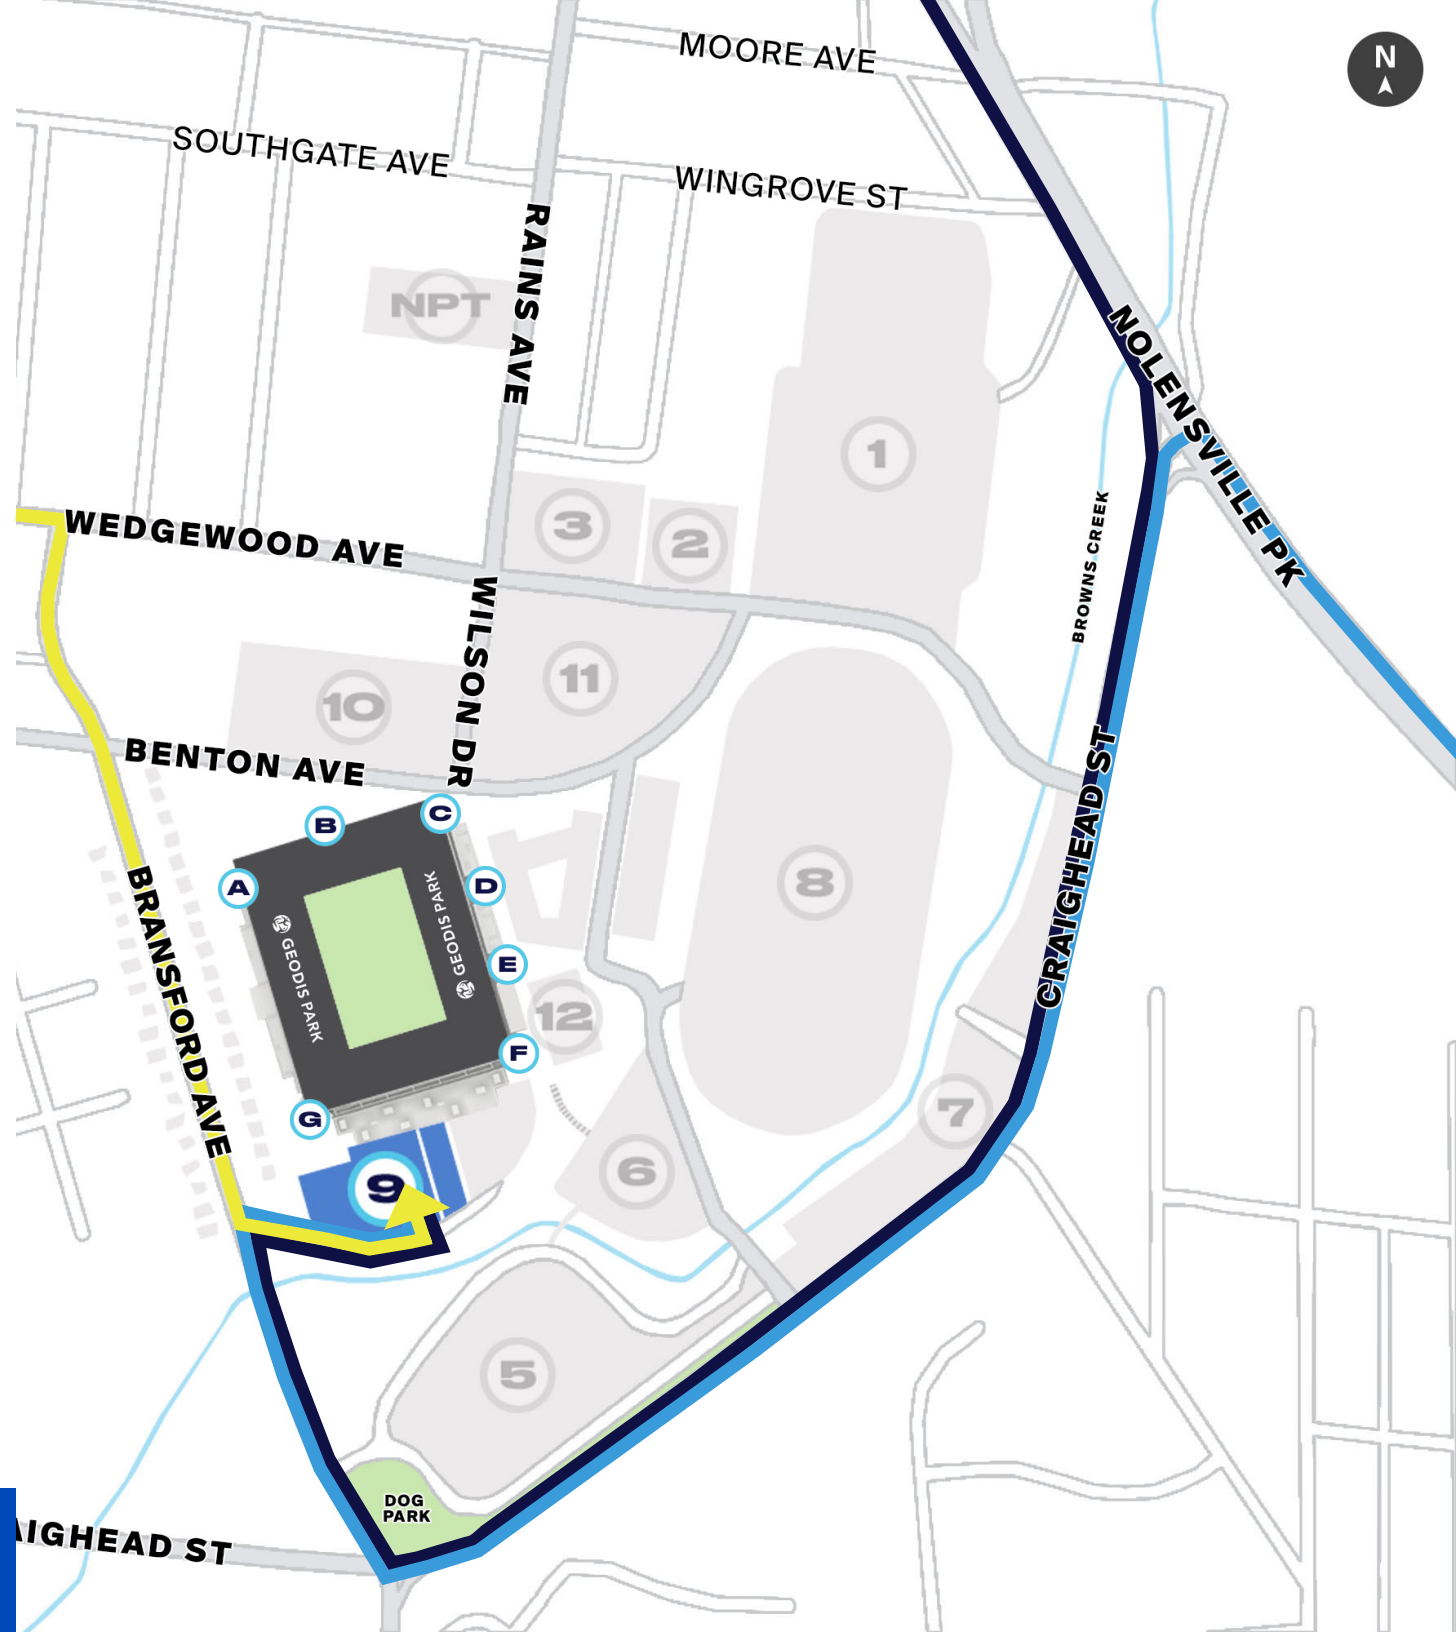 MOORE AVE
N
SOUTHGATE AVE
WINGROVE ST
RAINS AVE
NPT
NOLENSVILLE PK
1
3
2
WEDGEWOOD AVE
BROWNS CREEK
WILSON DR
11
10
BENTON AVE
CRAIGHEAD ST
B
C
A
D
8
BRANSFORD AVE
GEODIS PARK
GEODIS PARK
E
12
F
7
G
6
9
5
DOG
PARK
AIGHEAD ST